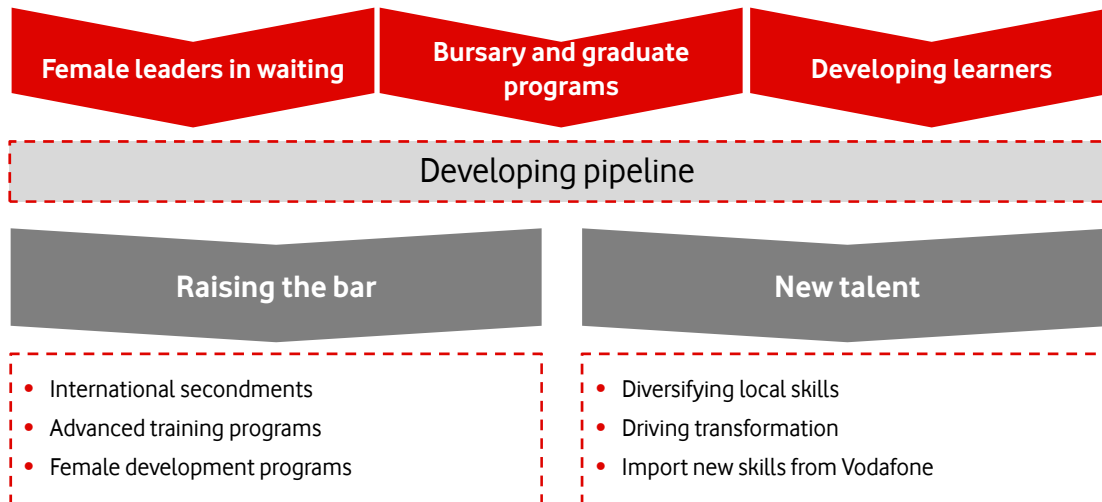 Female leaders in waiting
Bursary and graduate
programs
Developing learners
Developing pipeline
Raising the bar
• International secondments
• Advanced training programs
• Female development programs
New talent
• Diversifying local skills
• Driving transformation
• Import new skills from Vodafone